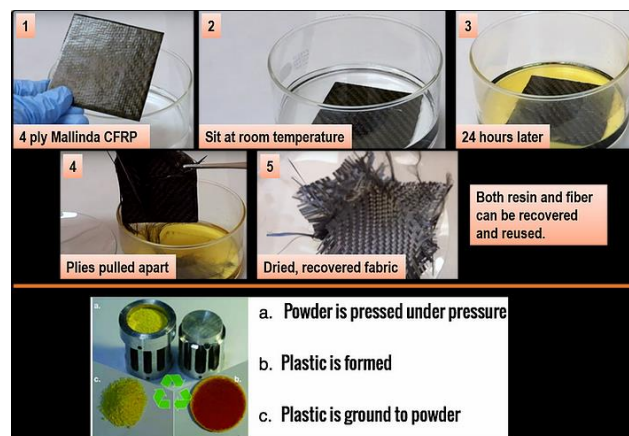 1
4 ply Mallinda CFRP
2
Sit at room temperature
3
24 hours later
4
Plies pulled apart
5
Dried, recovered fabric
Both resin and fiber
can be recovered
and reused.
a.
c.
b.
a. Powder is pressed under pressure
b. Plastic is formed
c. Plastic is ground to powder